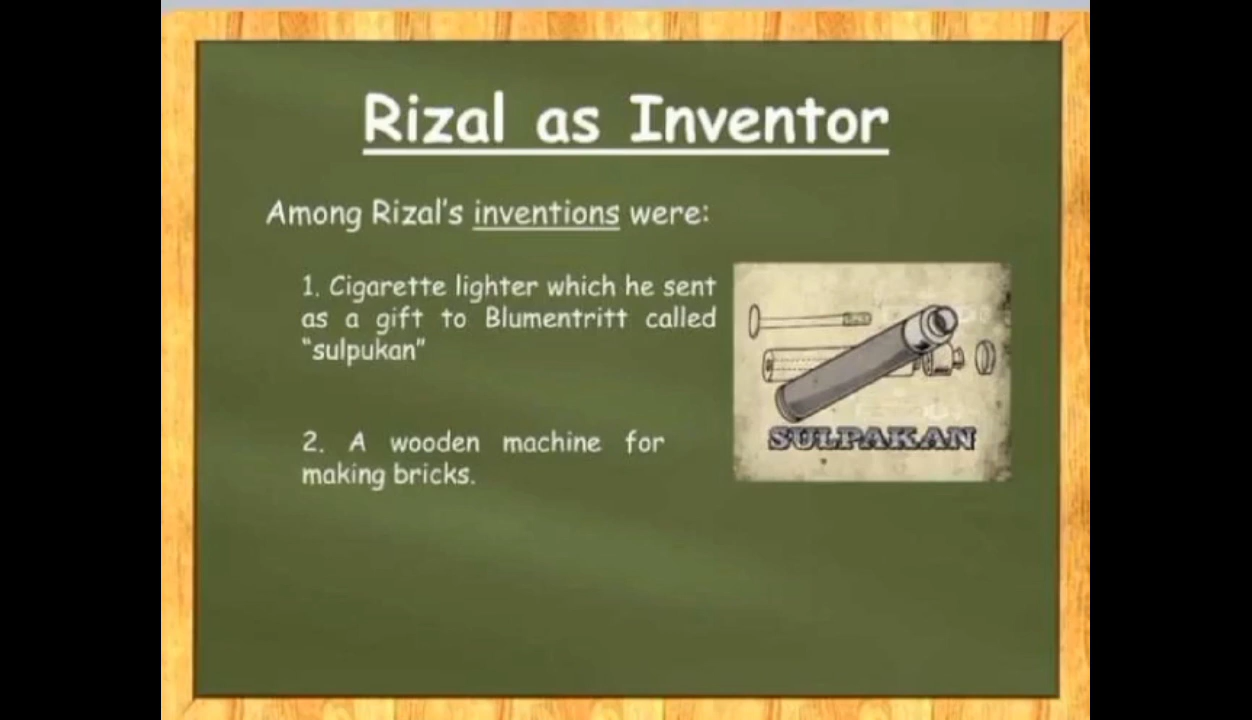 Rizal as Inventor
Among Rizal's inventions were:
1. Cigarette lighter which he sent
as a gift to Blumentritt called
"sulpukan"
SULPAKAN
2. A wooden machine for
making bricks.